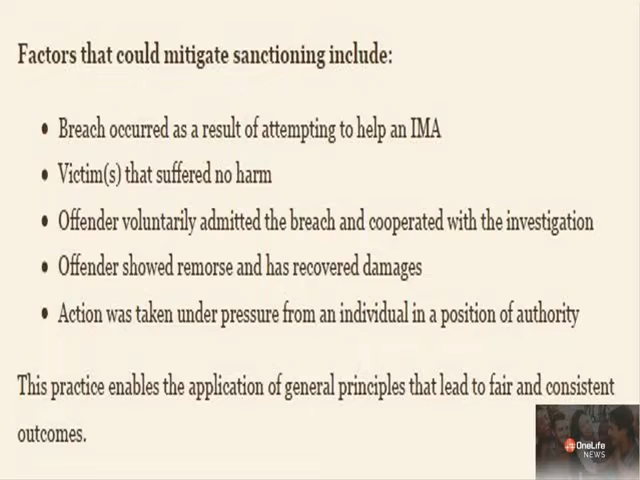 Factors that could mitigate sanctioning include:
• Breach occurred as a result of attempting to help an IMA
• Victim(s) that suffered no harm
• Offender voluntarily admitted the breach and cooperated with the investigation
• Offender showed remorse and has recovered damages
• Action was taken under pressure from an individual in a position of authority
This practice enables the application of general principles that lead to fair and consistent
outcomes.
OneLife
NEWS